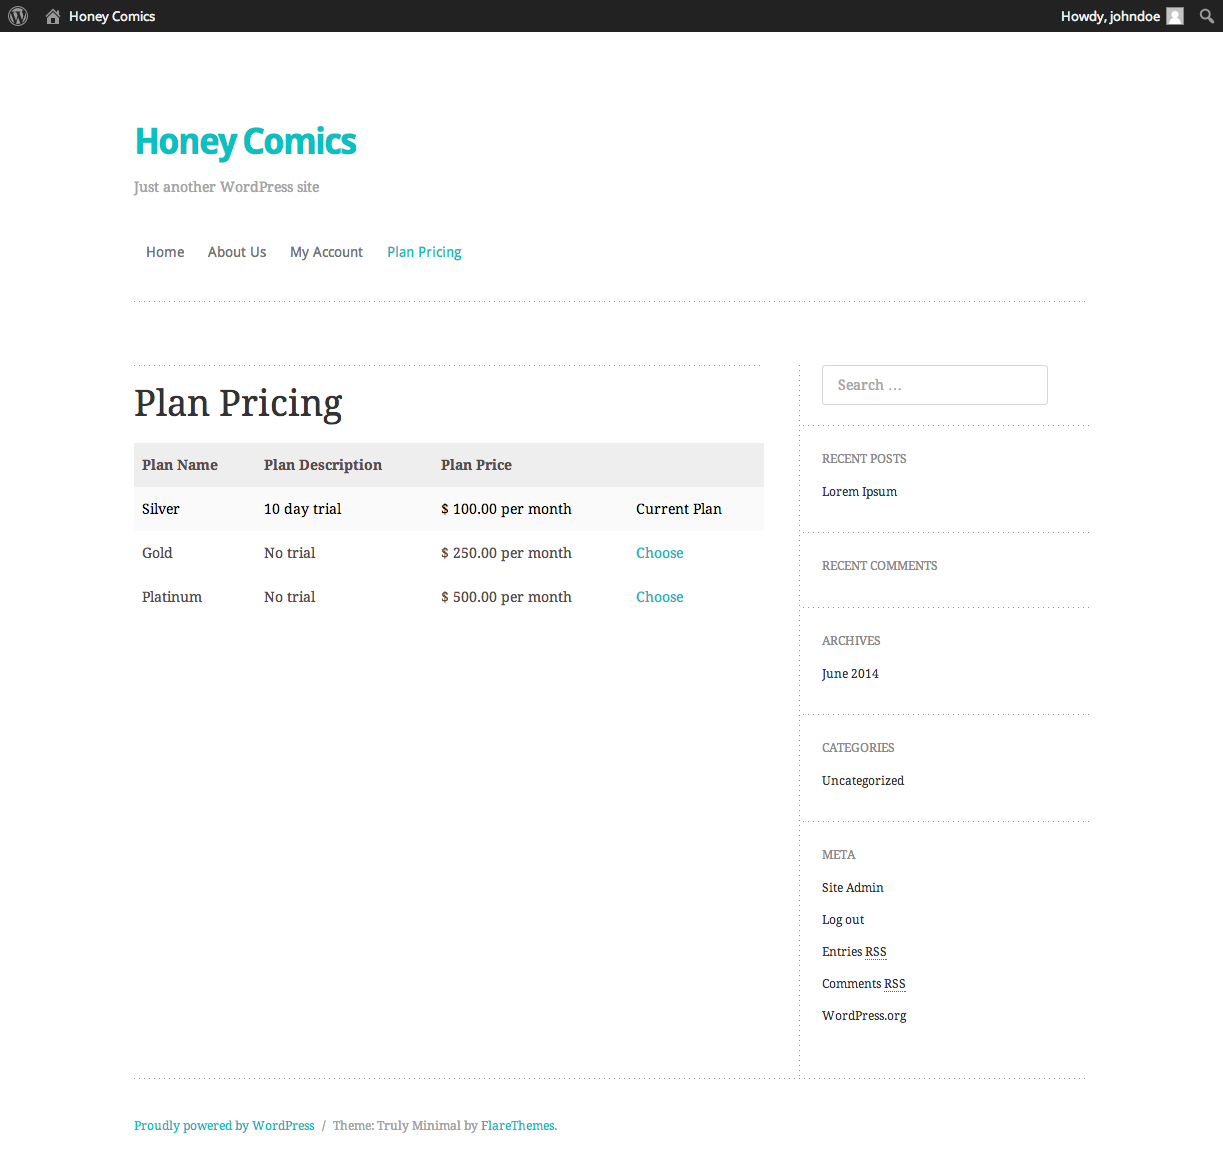 Honey Comics
Howdy, johndoe
Honey Comics
Just another WordPress site
Home About Us My Account Plan Pricing
Plan Pricing
Plan Name Plan Description Plan Price
Silver 10 day trial $ 100.00 per month Current Plan
Gold No trial $ 250.00 per month Choose
Platinum No trial $ 500.00 per month Choose
Search ...
RECENT POSTS
Lorem Ipsum
RECENT COMMENTS
ARCHIVES
June 2014
CATEGORIES
Uncategorized
META
Site Admin
Log out
Entries RSS
Comments RSS
WordPress.org
Proudly powered by WordPress / Theme: Truly Minimal by FlareThemes.